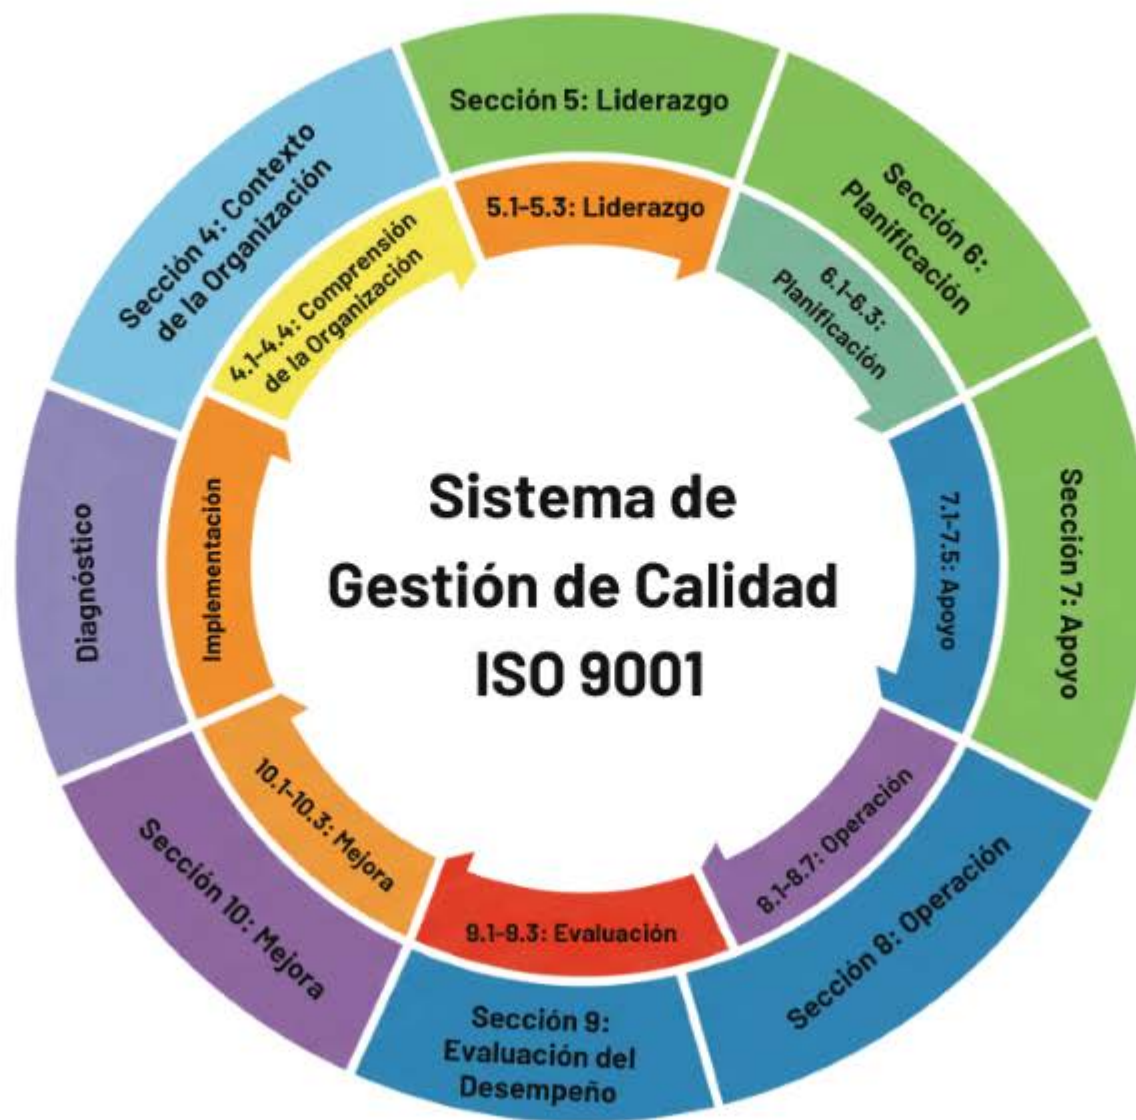 Sección 5: Liderazgo
Sección 6:
Planificación
Sección 7: Apoyo
Sección 8: Operación
Sección 9:
Evaluación del
Desempeño
Sección 10: Mejora
Diagnóstico
Sección 4: Contexto
de la Organización
5.1-5.3: Liderazgo
6.1-6.3:
Planificación
7.1-7.5: Apoyo
8.1-8.7: Operación
9.1-9.3: Evaluación
10.1-10.3: Mejora
Implementación
4.1-4.4: Comprensión
de la Organización
Sistema de
Gestión de Calidad
ISO 9001